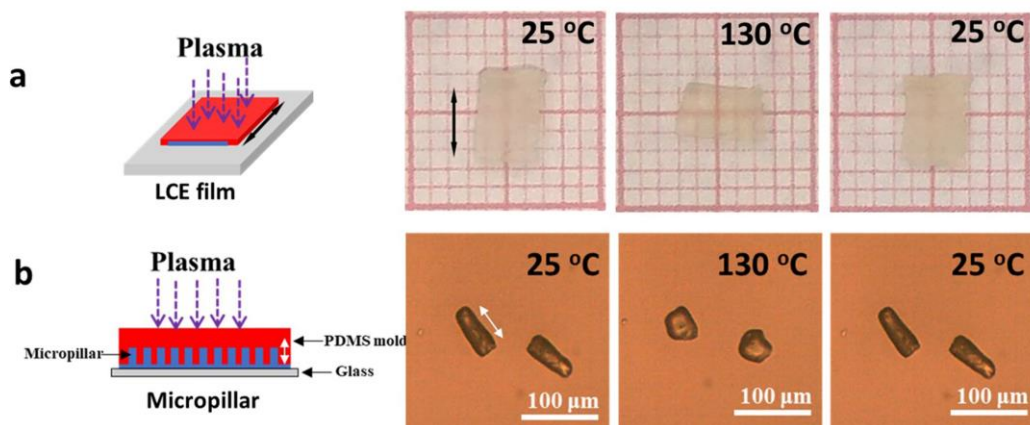 a
Plasma
LCE film
25 °C
130 °C
25 °C
b
Plasma
Micropillar
PDMS mold
Glass
Micropillar
25 °C
130 °C
25 °C
100 μm
100 μm
100 μm